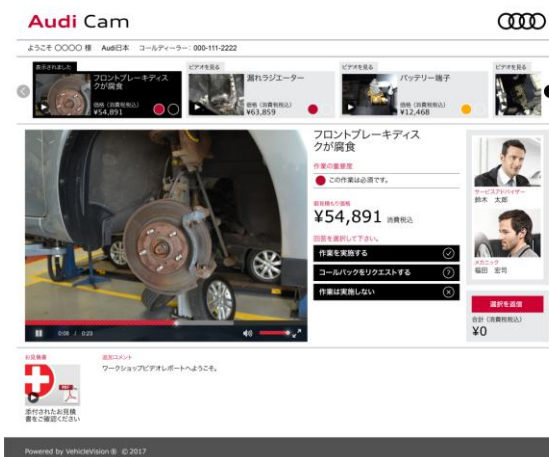 Audi Cam
ようこそ 〇〇〇〇 様 Audi日本 コールディーラー: 000-111-2222
表示されました
フロントブレーキディス
クが腐食
価格（消費税税込）
¥54,891
ビデオを見る
漏れラジエーター
価格（消費税税込）
¥63,859
ビデオを見る
バッテリー端子
価格（消費税税込）
¥12,468
ビデオを見る
フロントブレーキディス
クが腐食
作業の重要度
この作業は必須です。
お見積もり価格
¥54,891 消費税込
回答を選択して下さい。
作業を実施する
コールバックをリクエストする
作業は実施しない
0:08 / 0:23
サービスアドバイザー
鈴木 太郎
メカニック
福田 宏司
選択を返信
合計（消費税税込）
¥0
お見積書
追加コメント
ワークショップビデオレポートへようこそ。
PDF
添付されたお見積
書をご確認ください
Powered by VehicleVision ® © 2017